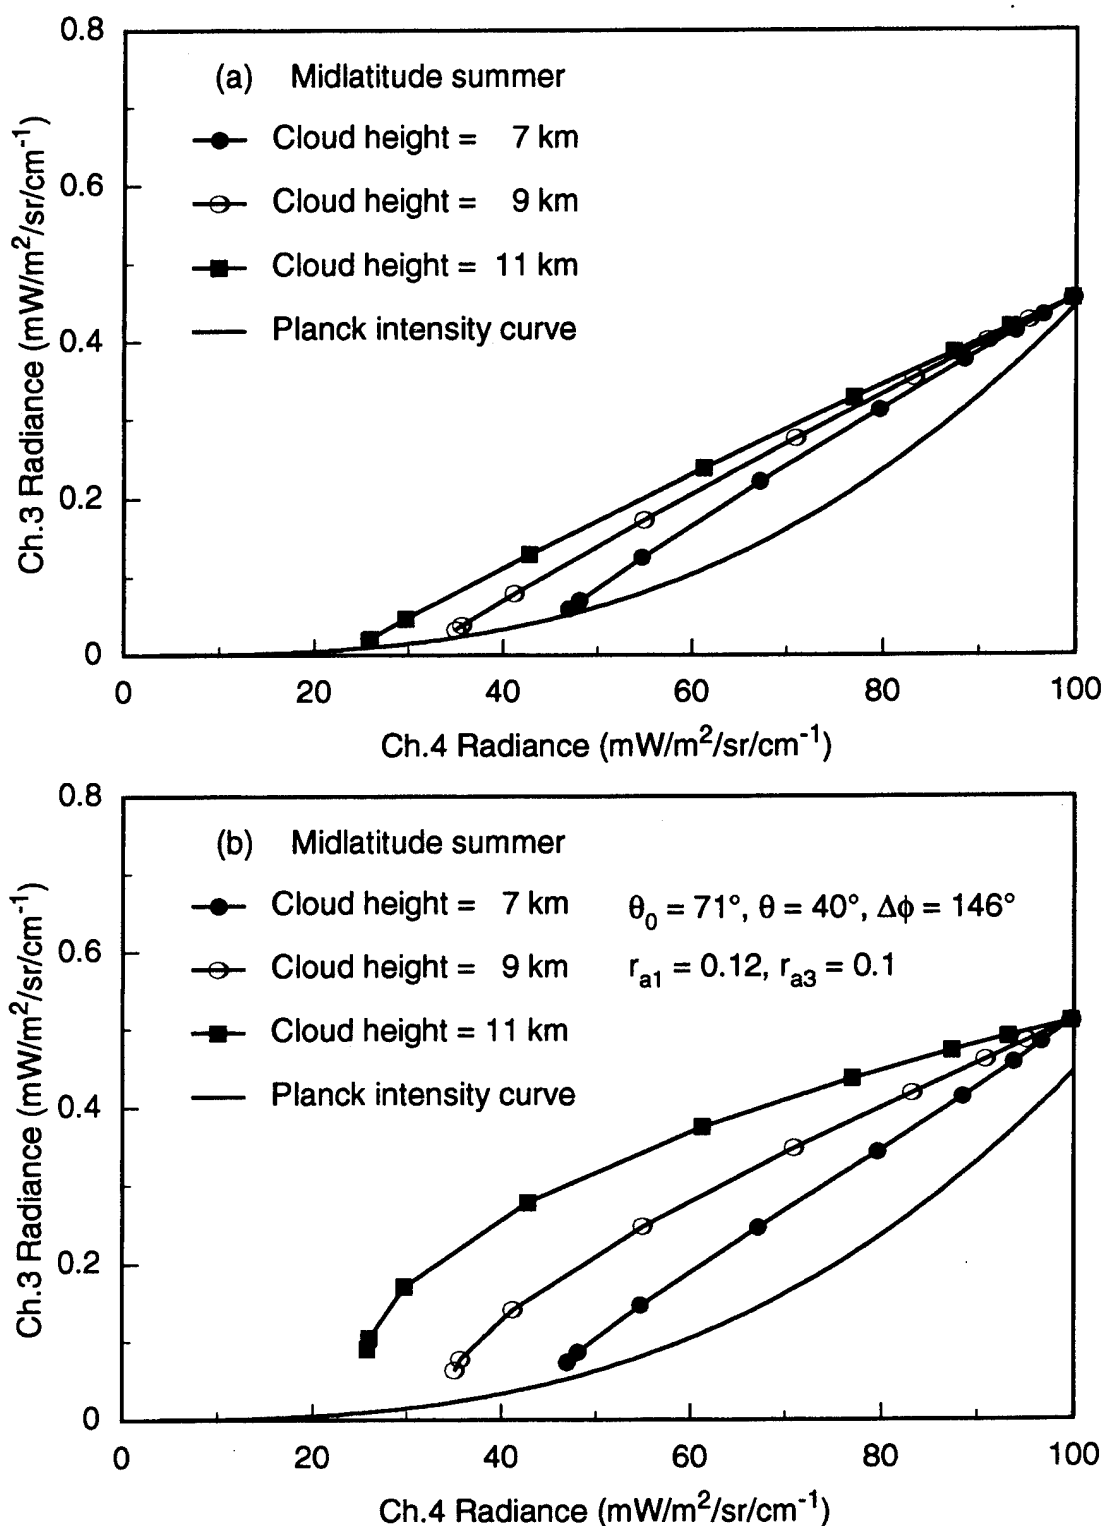 0.8
(a) Midlatitude summer
Cloud height = 7 km
0.6
Cloud height = 9 km
Cloud height = 11 km
Planck intensity curve
0.4
0.2
0
Ch.3 Radiance (mW/m²/sr/cm⁻¹)
0 20 40 60 80 100
Ch.4 Radiance (mW/m²/sr/cm⁻¹)
0.8
(b) Midlatitude summer
Cloud height = 7 km θ₀ = 71°, θ = 40°, Δϕ = 146°
0.6
Cloud height = 9 km r_a1 = 0.12, r_a3 = 0.1
Cloud height = 11 km
Planck intensity curve
0.4
0.2
0
Ch.3 Radiance (mW/m²/sr/cm⁻¹)
0 20 40 60 80 100
Ch.4 Radiance (mW/m²/sr/cm⁻¹)